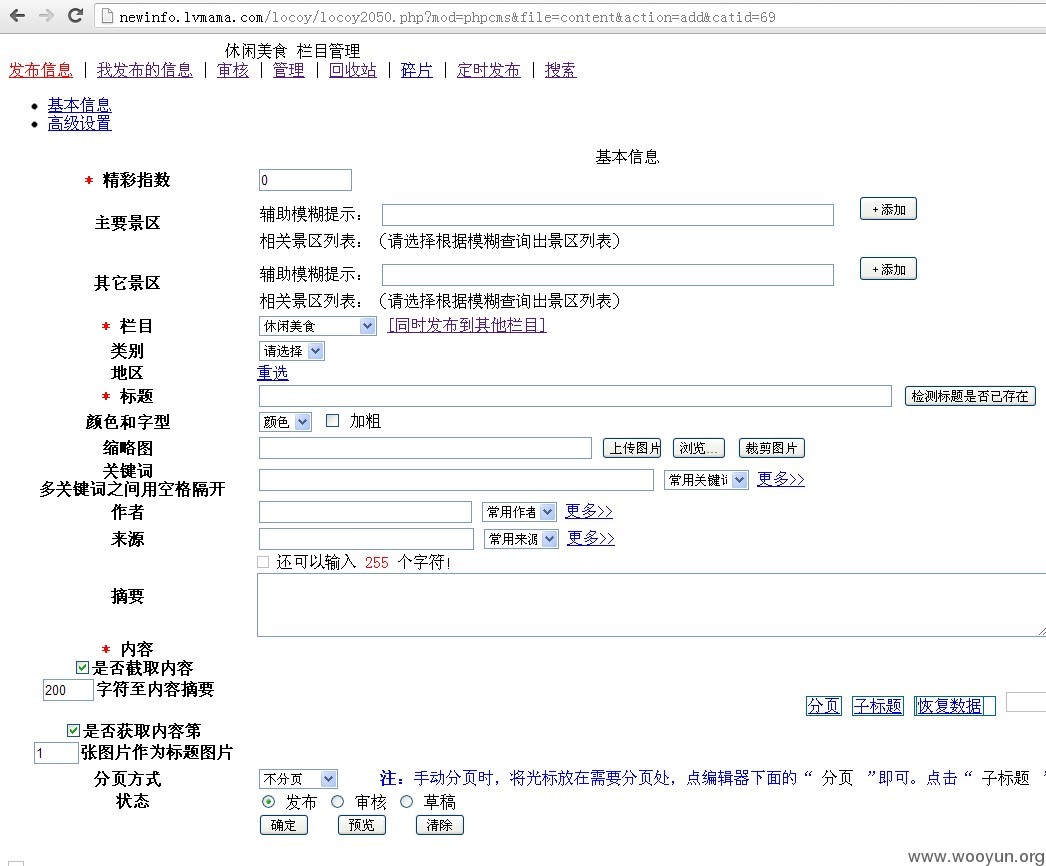 newinfo.lvmama.com/locoy/locoy2050.php?mod=phpcms&file=content&action=add&catid=69
休闲美食 栏目管理
发布信息 | 我发布的信息 | 审核 | 管理 | 回收站 | 碎片 | 定时发布 | 搜索
基本信息
高级设置
基本信息
* 精彩指数 0
主要景区 辅助模糊提示： +添加
相关景区列表：（请选择根据模糊查询出景区列表）
其它景区 辅助模糊提示： +添加
相关景区列表：（请选择根据模糊查询出景区列表）
* 栏目 休闲美食 [同时发布到其他栏目]
类别 请选择
地区 重选
* 标题 检测标题是否已存在
颜色和字型 颜色 加粗
缩略图 上传图片 浏览... 裁剪图片
关键词
多关键词之间用空格隔开 常用关键词 更多>>
作者 常用作者 更多>>
来源 常用来源 更多>>
还可以输入 255 个字符!
摘要
* 内容
是否截取内容
200 字符至内容摘要
分页 子标题 恢复数据
是否获取内容第
1 张图片作为标题图片
分页方式 不分页 注：手动分页时，将光标放在需要分页处，点编辑器下面的“ 分页 ”即可。点击“ 子标题 ”
状态 发布 审核 草稿
确定 预览 清除
www.wooyun.org